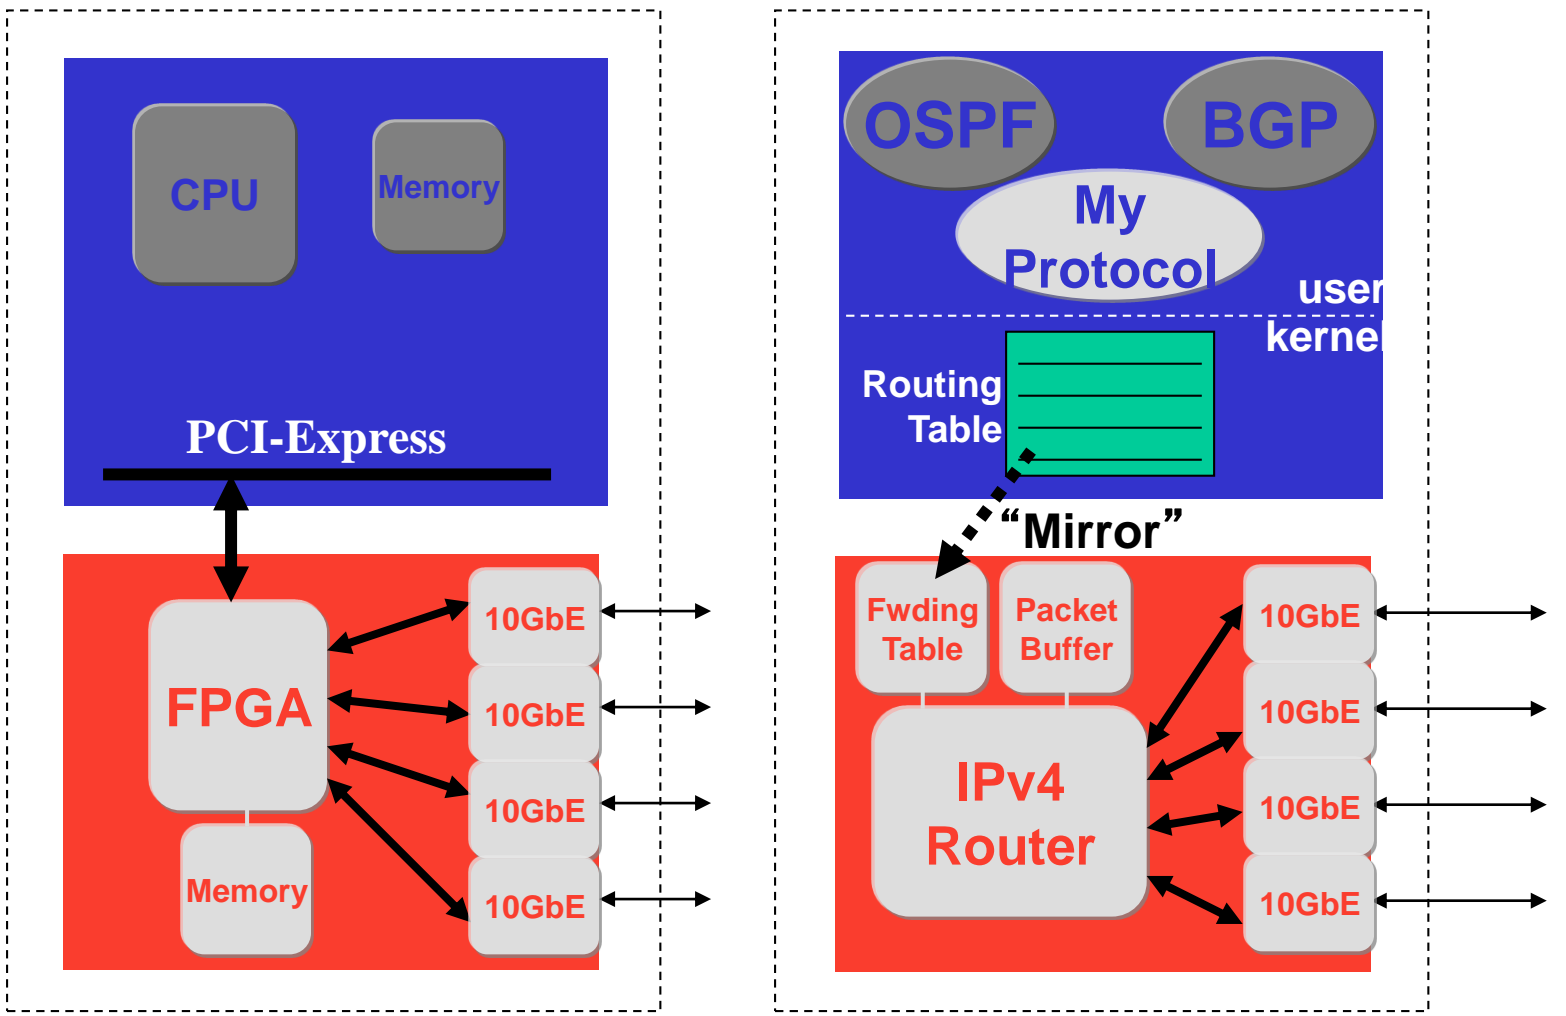 CPU
Memory
PCI-Express
FPGA
Memory
10GbE
10GbE
10GbE
10GbE
OSPF
BGP
My
Protocol
user
kernel
Routing
Table
“Mirror”
Fwding
Table
Packet
Buffer
IPv4
Router
10GbE
10GbE
10GbE
10GbE